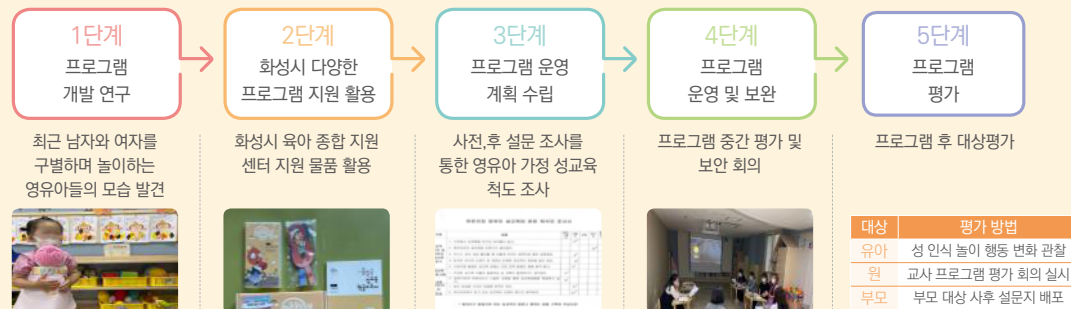 1단계
프로그램
개발 연구
2단계
화성시 다양한
프로그램 지원 활용
3단계
프로그램 운영
계획 수립
4단계
프로그램
운영 및 보완
5단계
프로그램
평가
최근 남자와 여자를
구별하며 놀이하는
영유아들의 모습 발견
화성시 육아 종합 지원
센터 지원 물품 활용
사전,후 설문 조사를
통한 영유아 가정 성교육
척도 조사
프로그램 중간 평가 및
보안 회의
프로그램 후 대상평가
대상 평가 방법
유아 성 인식 놀이 행동 변화 관찰
원 교사 프로그램 평가 회의 실시
부모 부모 대상 사후 설문지 배포